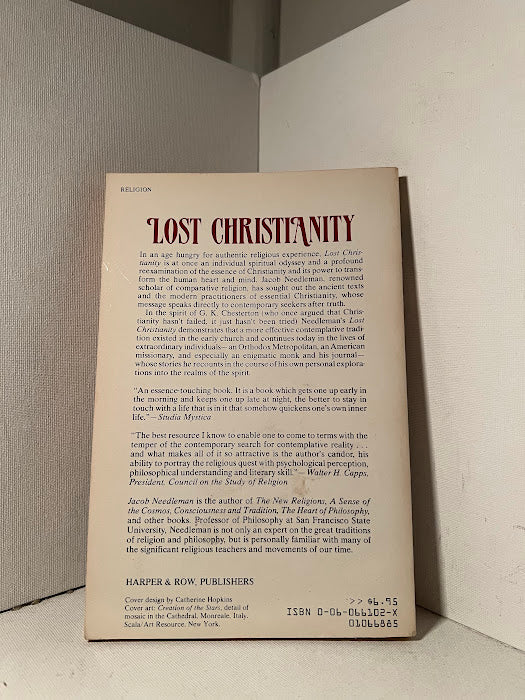 RELIGION
LOST CHRISTIANITY
In an age hungry for authentic religious experience, Lost Chris-
tianity is at once an individual spiritual odyssey and a profound
reexamination of the essence of Christianity and its power to trans-
form the human heart and mind. Jacob Needleman, renowned
scholar of comparative religion, has sought out the ancient texts
and the modern practitioners of essential Christianity, whose
message speaks directly to contemporary seekers after truth.
In the spirit of G. K. Chesterton (who once argued that Chris-
tianity hasn't failed, it just hasn't been tried) Needleman's Lost
Christianity demonstrates that a more effective contemplative tradi-
tion existed in the early church and continues today in the lives of
extraordinary individuals—an Orthodox Metropolitan, an American
missionary, and especially an enigmatic monk and his journal—
whose stories he recounts in the course of his own personal explora-
tions into the realms of the spirit.
"An essence-touching book. It is a book which gets one up early in
the morning and keeps one up late at night, the better to stay in
touch with a life that is in it that somehow quickens one's own inner
life."—Studia Mystica
"The best resource I know to enable one to come to terms with the
temper of the contemporary search for contemplative reality . . .
and what makes all of it so attractive is the author's candor, his
ability to portray the religious quest with psychological perception,
philosophical understanding and literary skill."—Walter H. Capps,
President, Council on the Study of Religion
Jacob Needleman is the author of The New Religions, A Sense of
the Cosmos, Consciousness and Tradition, The Heart of Philosophy,
and other books. Professor of Philosophy at San Francisco State
University, Needleman is not only an expert on the great traditions
of religion and philosophy, but is personally familiar with many of
the significant religious teachers and movements of our time.
HARPER & ROW, PUBLISHERS
Cover design by Catherine Hopkins
Cover art: Creation of the Stars, detail of
mosaic in the Cathedral, Monreale, Italy.
Scala/Art Resource, New York.
>> $6.95
ISBN 0-06-066102-X
01066885